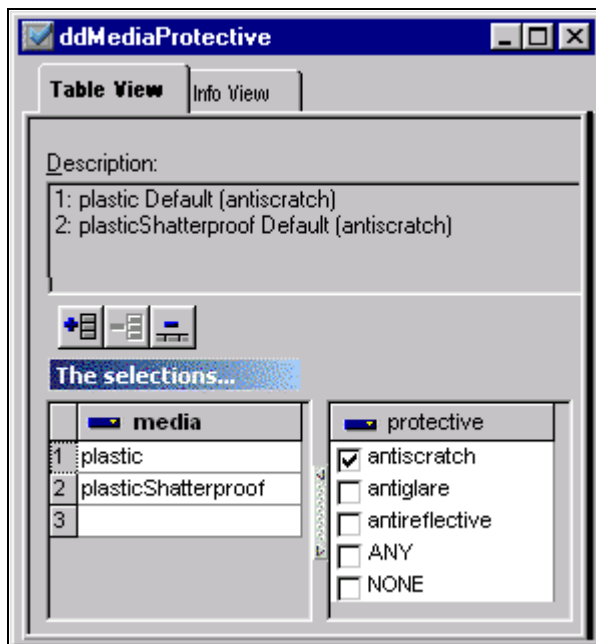 ddMediaProtective
Table View
Info View
Description:
1: plastic Default (antiscratch)
2: plasticShatterproof Default (antiscratch)
The selections...
media
1 plastic
2 plasticShatterproof
3
protective
antiscratch
antiglare
antireflective
ANY
NONE